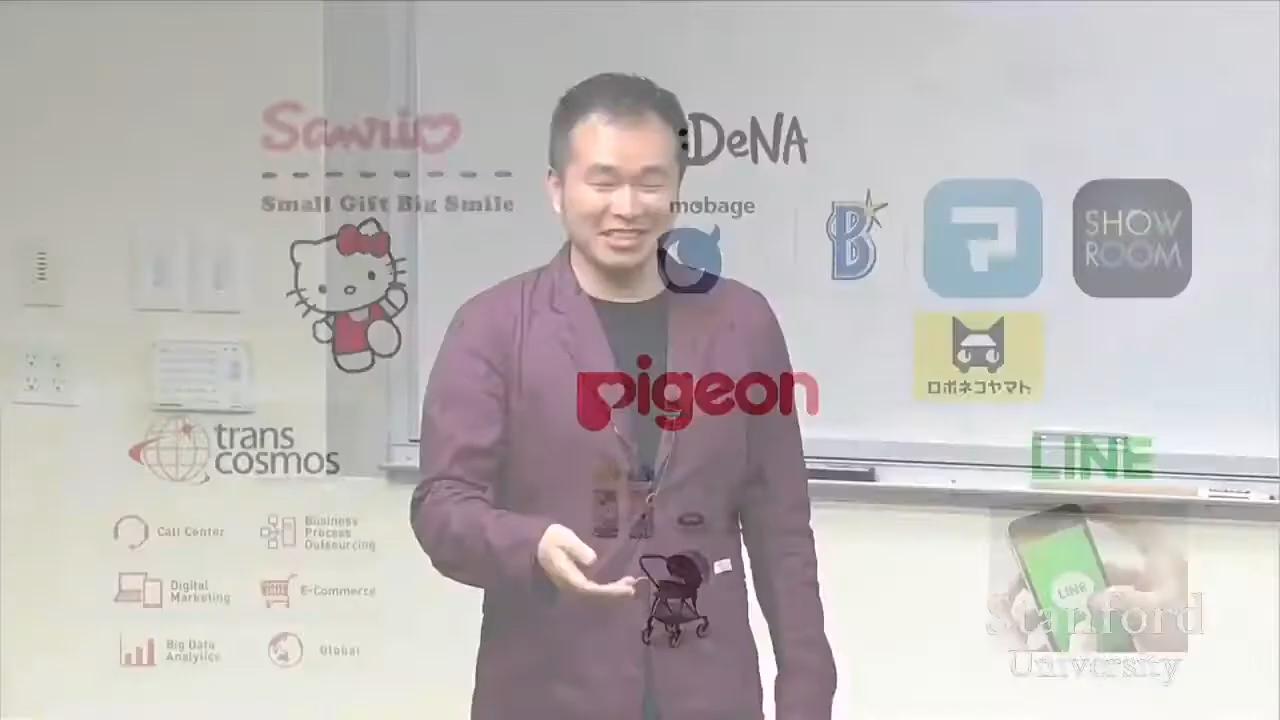 Sanrio
Small Gift Big Smile
:DeNA
mobage
B
SHOW
ROOM
ロボネコヤマト
pigeon
trans
cosmos
LINE
Call Center
Business
Process
Outsourcing
Digital
Marketing
E-Commerce
Big Data
Analytics
Global
LINE
Stanford
University